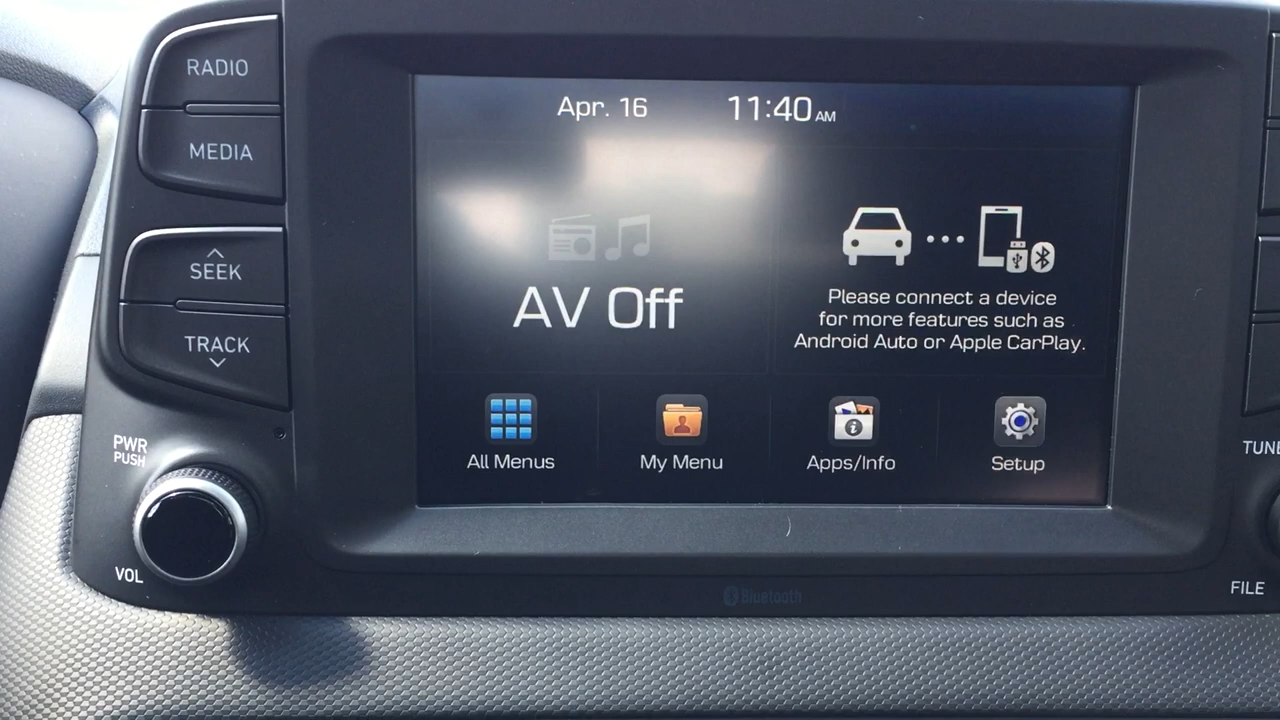 RADIO
MEDIA
SEEK
TRACK
PWR
PUSH
VOL
Apr. 16 11:40 AM
AV Off
Please connect a device
for more features such as
Android Auto or Apple CarPlay.
All Menus My Menu Apps/Info Setup
Bluetooth
TUNE
FILE